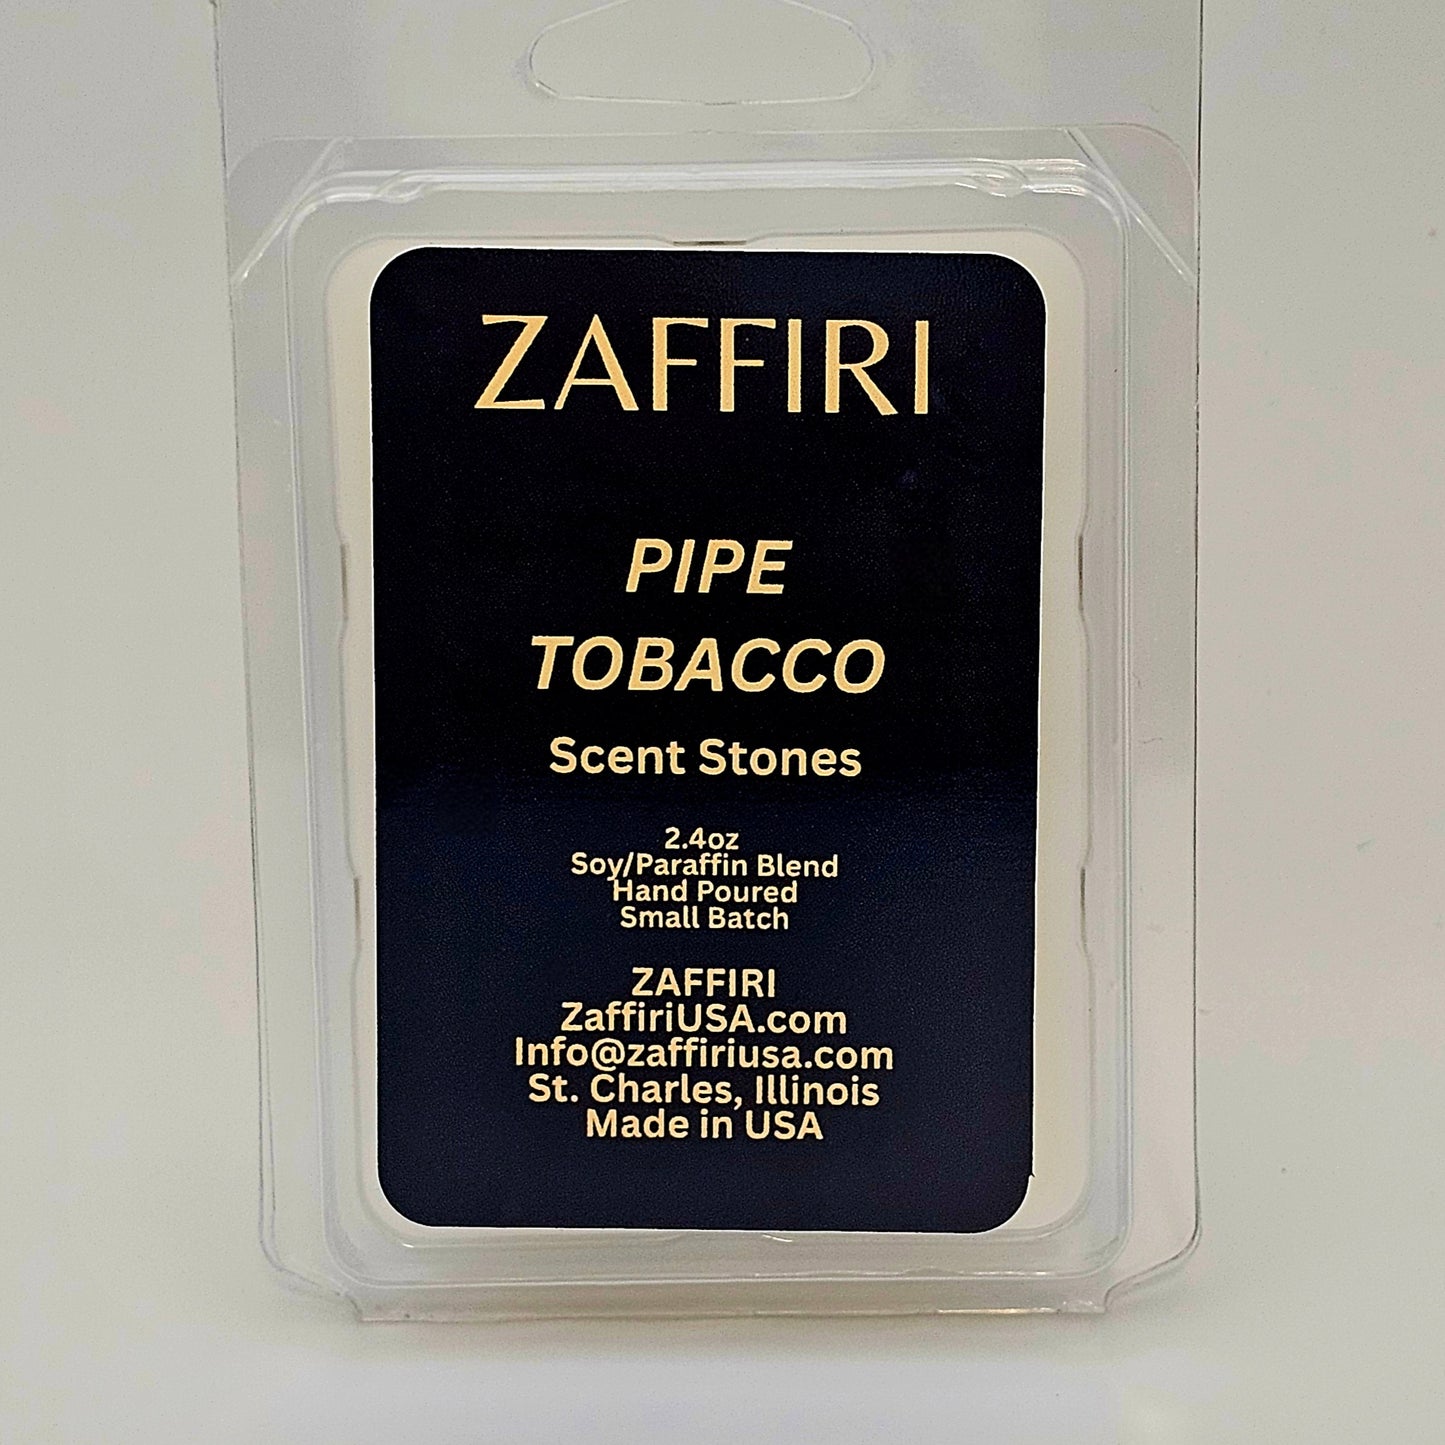 ZAFFIRI
PIPE
TOBACCO
Scent Stones
2.4oz
Soy/Paraffin Blend
Hand Poured
Small Batch
ZAFFIRI
ZaffiriUSA.com
Info@zaffiriusa.com
St. Charles, Illinois
Made in USA